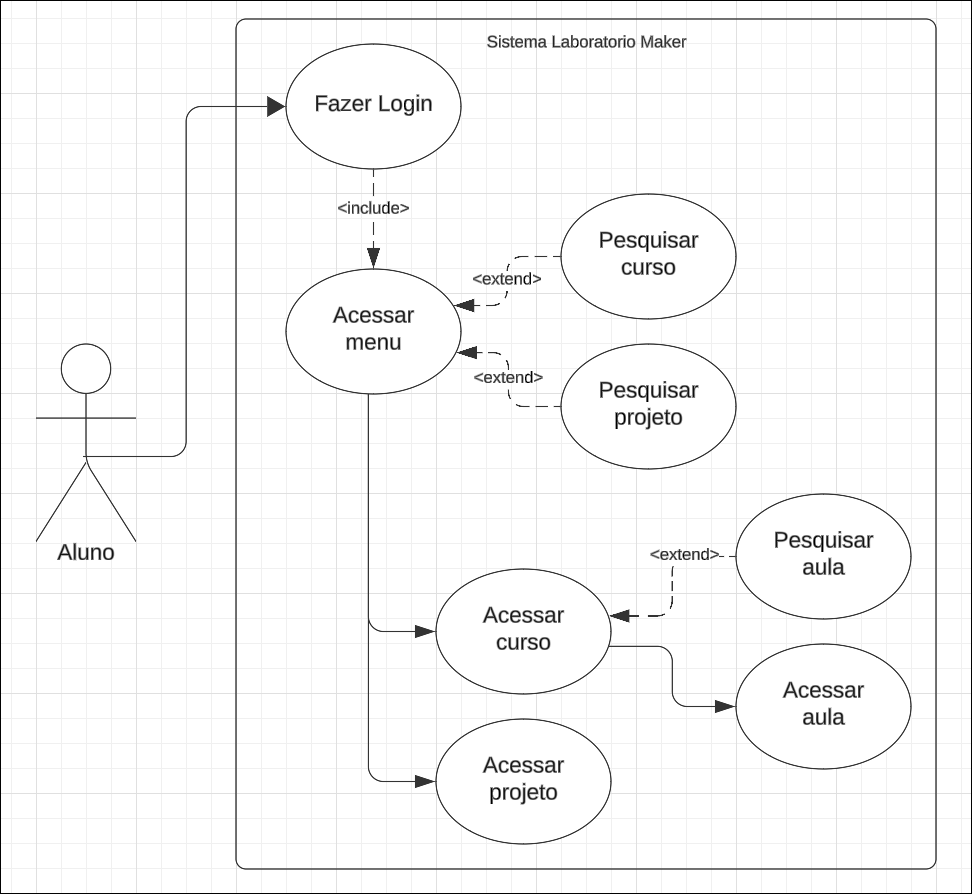 Sistema Laboratorio Maker
Fazer Login
<include>
Pesquisar
curso
<extend>
Acessar
menu
<extend>
Pesquisar
projeto
Aluno
Pesquisar
aula
<extend>
Acessar
curso
Acessar
aula
Acessar
projeto